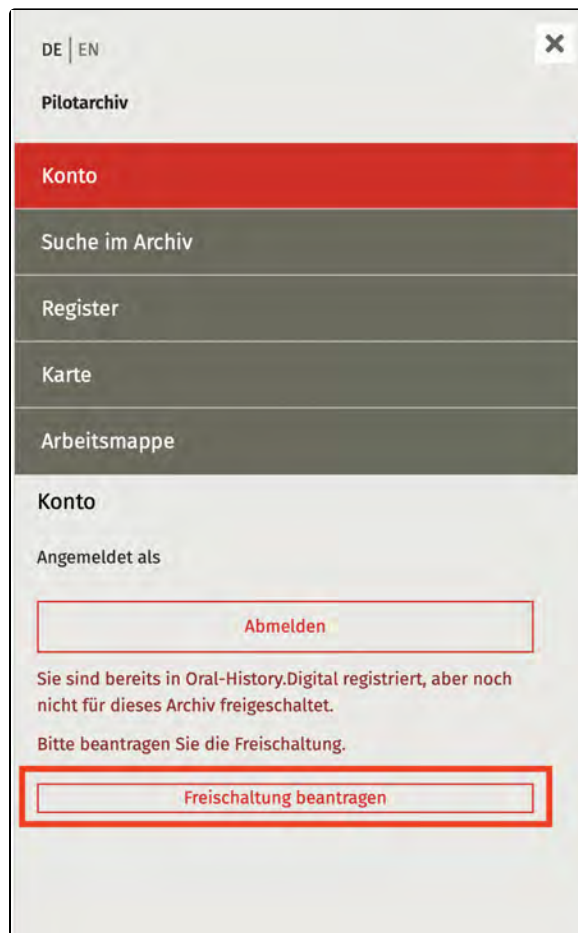 DE | EN
Pilotarchiv
Konto
Suche im Archiv
Register
Karte
Arbeitsmappe
Konto
Angemeldet als
Abmelden
Sie sind bereits in Oral-History.Digital registriert, aber noch
nicht für dieses Archiv freigeschaltet.
Bitte beantragen Sie die Freischaltung.
Freischaltung beantragen